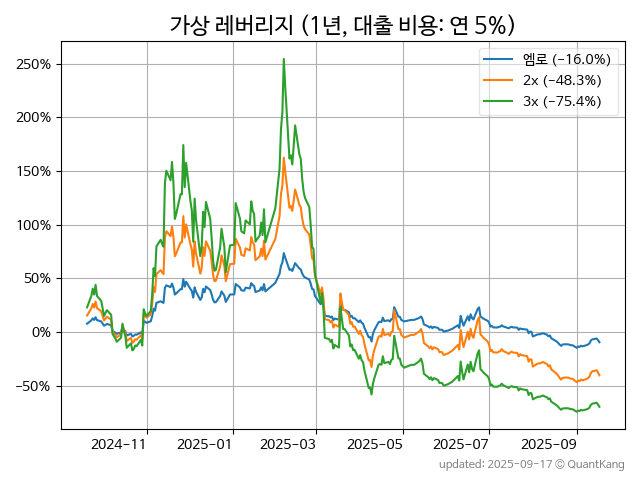 가상 레버리지 (1년, 대출 비용: 연 5%)
엠로 (−16.0%)
2x (−48.3%)
3x (−75.4%)
250%
200%
150%
100%
50%
0%
−50%
2024-11
2025-01
2025-03
2025-05
2025-07
2025-09
updated: 2025-09-17 © QuantKang